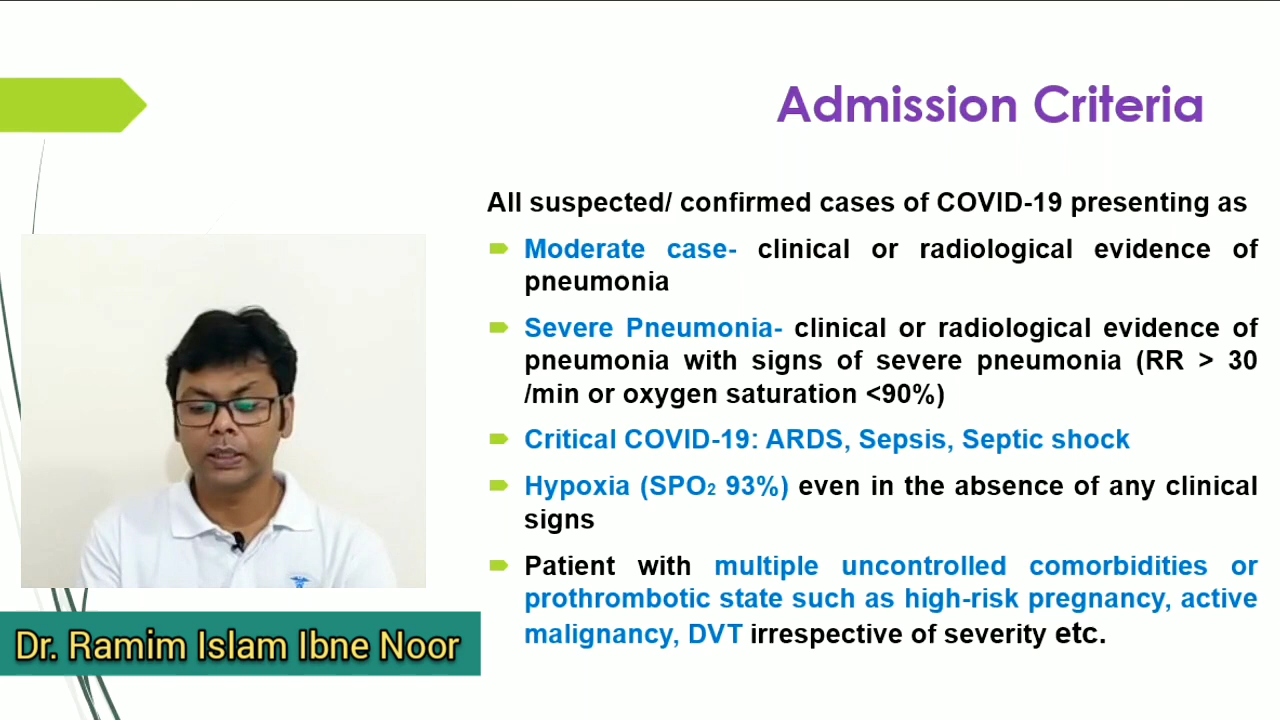 Admission Criteria
All suspected/ confirmed cases of COVID-19 presenting as
Moderate case- clinical or radiological evidence of
pneumonia
Severe Pneumonia- clinical or radiological evidence of
pneumonia with signs of severe pneumonia (RR > 30
/min or oxygen saturation <90%)
Critical COVID-19: ARDS, Sepsis, Septic shock
Hypoxia (SPO₂ 93%) even in the absence of any clinical
signs
Patient with multiple uncontrolled comorbidities or
prothrombotic state such as high-risk pregnancy, active
malignancy, DVT irrespective of severity etc.
Dr. Ramim Islam Ibne Noor